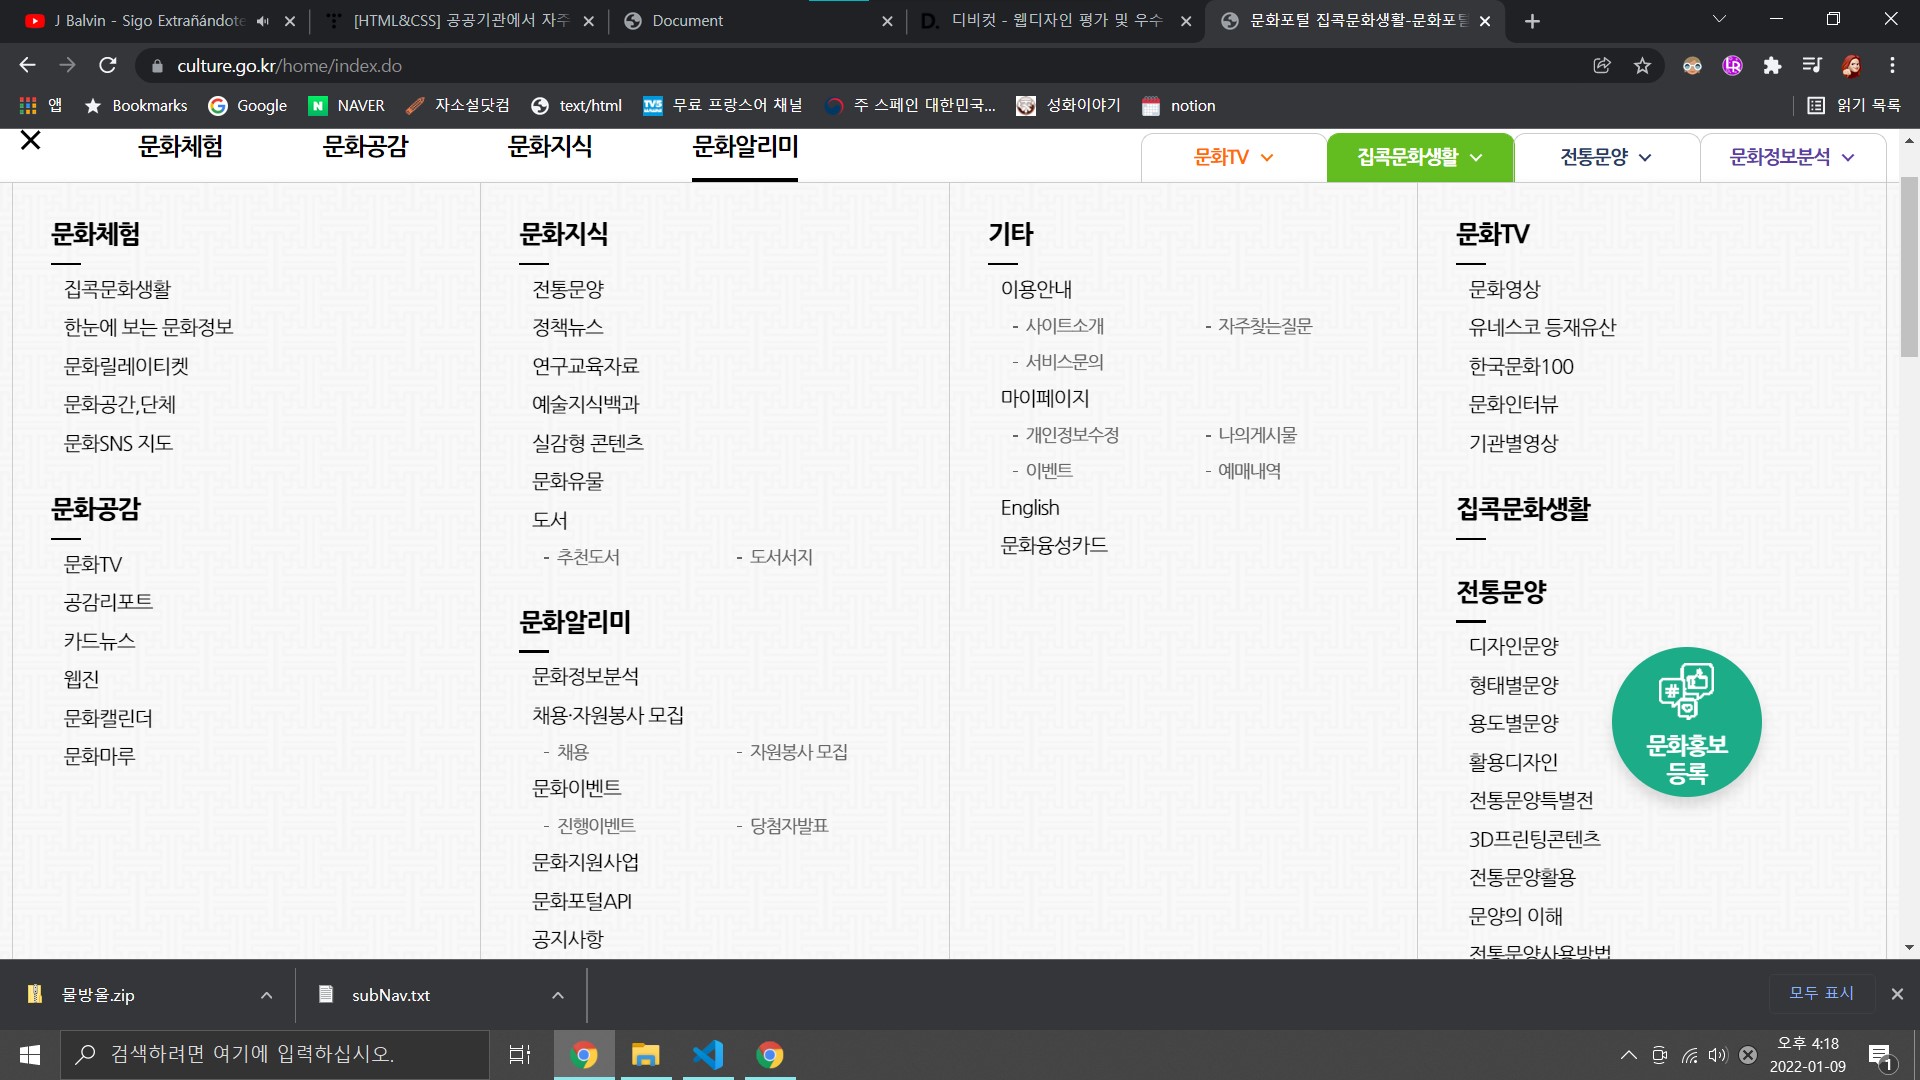 J Balvin - Sigo Extrañándote
[HTML&CSS] 공공기관에서 자주
Document
D. 디비컷 - 웹디자인 평가 및 우수
문화포털 집콕문화생활-문화포털
culture.go.kr/home/index.do
앱 Bookmarks Google NAVER 자소설닷컴 text/html 무료 프랑스어 채널 주 스페인 대한민국... 성화이야기 notion 읽기 목록
문화체험 문화공감 문화지식 문화알리미
문화TV 집콕문화생활 전통문양 문화정보분석
문화체험
집콕문화생활
한눈에 보는 문화정보
문화릴레이티켓
문화공간,단체
문화SNS 지도
문화공감
문화TV
공감리포트
카드뉴스
웹진
문화캘린더
문화마루
문화지식
전통문양
정책뉴스
연구교육자료
예술지식백과
실감형 콘텐츠
문화유물
도서
- 추천도서 - 도서서지
문화알리미
문화정보분석
채용·자원봉사 모집
- 채용 - 자원봉사 모집
문화이벤트
- 진행이벤트 - 당첨자발표
문화지원사업
문화포털API
공지사항
기타
이용안내
- 사이트소개 - 자주찾는질문
- 서비스문의
마이페이지
- 개인정보수정 - 나의게시물
- 이벤트 - 예매내역
English
문화융성카드
문화TV
문화영상
유네스코 등재유산
한국문화100
문화인터뷰
기관별영상
집콕문화생활
전통문양
디자인문양
형태별문양
용도별문양
활용디자인
전통문양특별전
3D프린팅콘텐츠
전통문양활용
문양의 이해
전통문양사용방법
#
문화홍보
등록
물방울.zip
subNav.txt
모두 표시
검색하려면 여기에 입력하십시오.
오후 4:18
2022-01-09
1